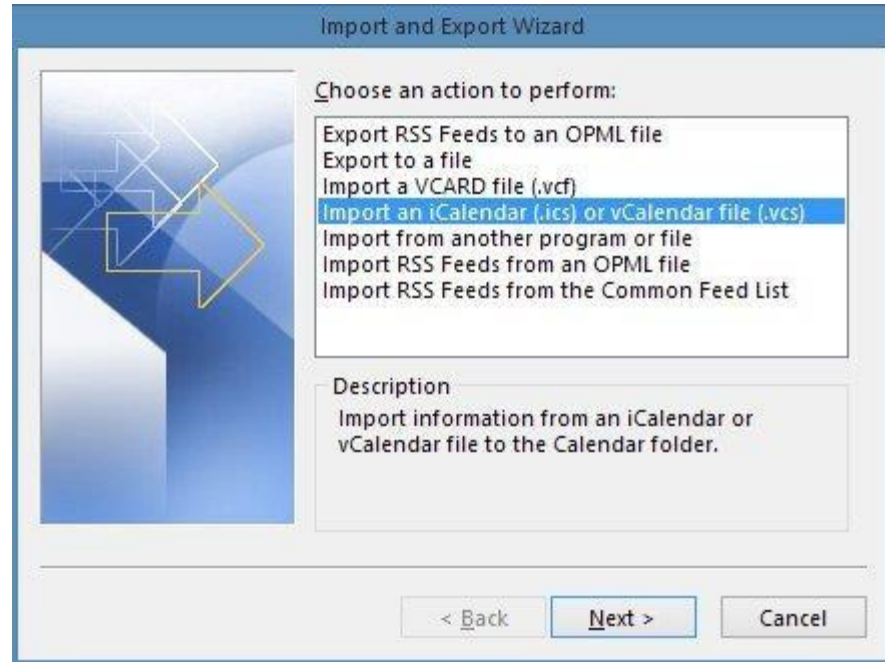 Import and Export Wizard
Choose an action to perform:
Export RSS Feeds to an OPML file
Export to a file
Import a VCARD file (.vcf)
Import an iCalendar (.ics) or vCalendar file (.vcs)
Import from another program or file
Import RSS Feeds from an OPML file
Import RSS Feeds from the Common Feed List
Description
Import information from an iCalendar or
vCalendar file to the Calendar folder.
< Back Next > Cancel